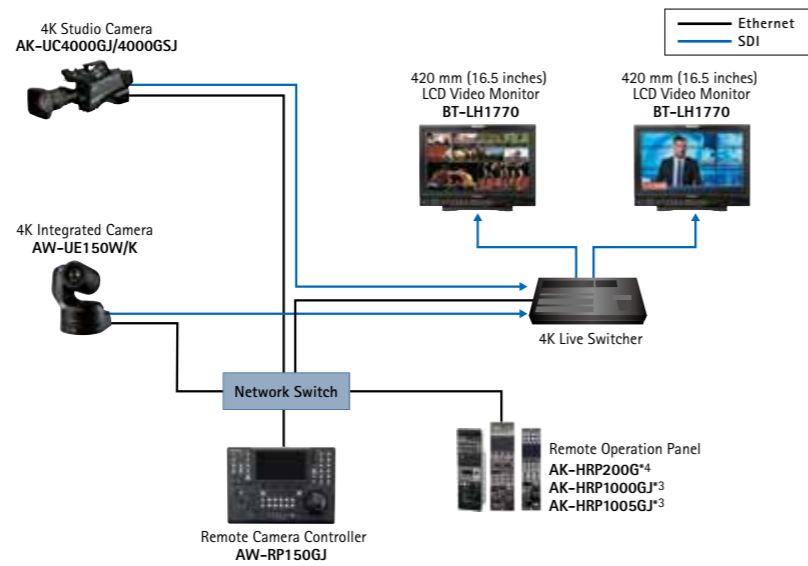 4K Studio Camera
AK-UC4000GJ/4000GSJ
Ethernet
SDI
420 mm (16.5 inches)
LCD Video Monitor
BT-LH1770
420 mm (16.5 inches)
LCD Video Monitor
BT-LH1770
4K Integrated Camera
AW-UE150W/K
4K Live Switcher
Network Switch
Remote Operation Panel
AK-HRP200G*4
AK-HRP1000GJ*3
AK-HRP1005GJ*3
Remote Camera Controller
AW-RP150GJ